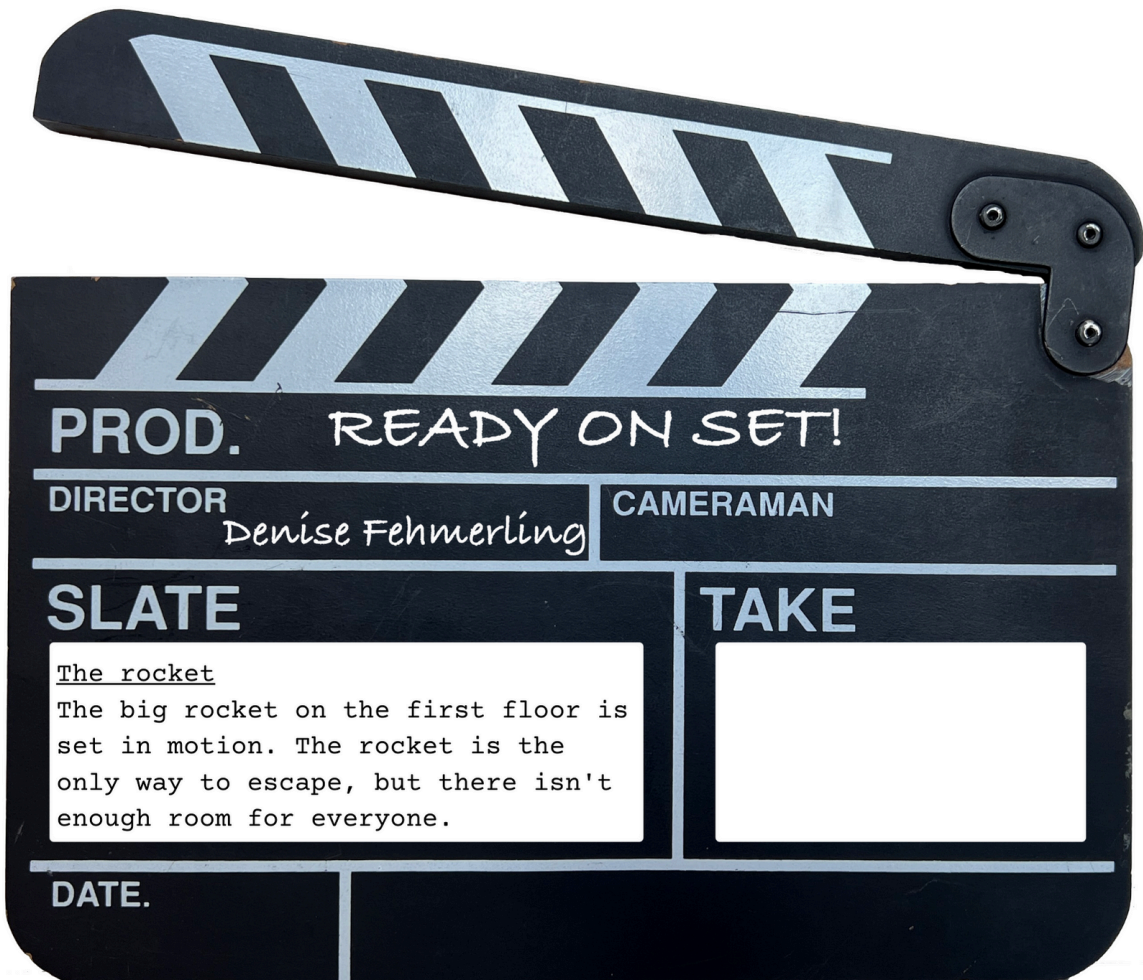 PROD. READY ON SET!
DIRECTOR
Denise Fehmerling
CAMERAMAN
SLATE
The rocket
The big rocket on the first floor is
set in motion. The rocket is the
only way to escape, but there isn't
enough room for everyone.
TAKE
DATE.